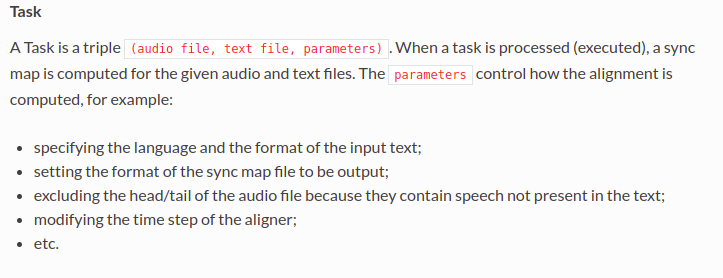 Task
A Task is a triple (audio file, text file, parameters). When a task is processed (executed), a sync
map is computed for the given audio and text files. The parameters control how the alignment is
computed, for example:
• specifying the language and the format of the input text;
• setting the format of the sync map file to be output;
• excluding the head/tail of the audio file because they contain speech not present in the text;
• modifying the time step of the aligner;
• etc.